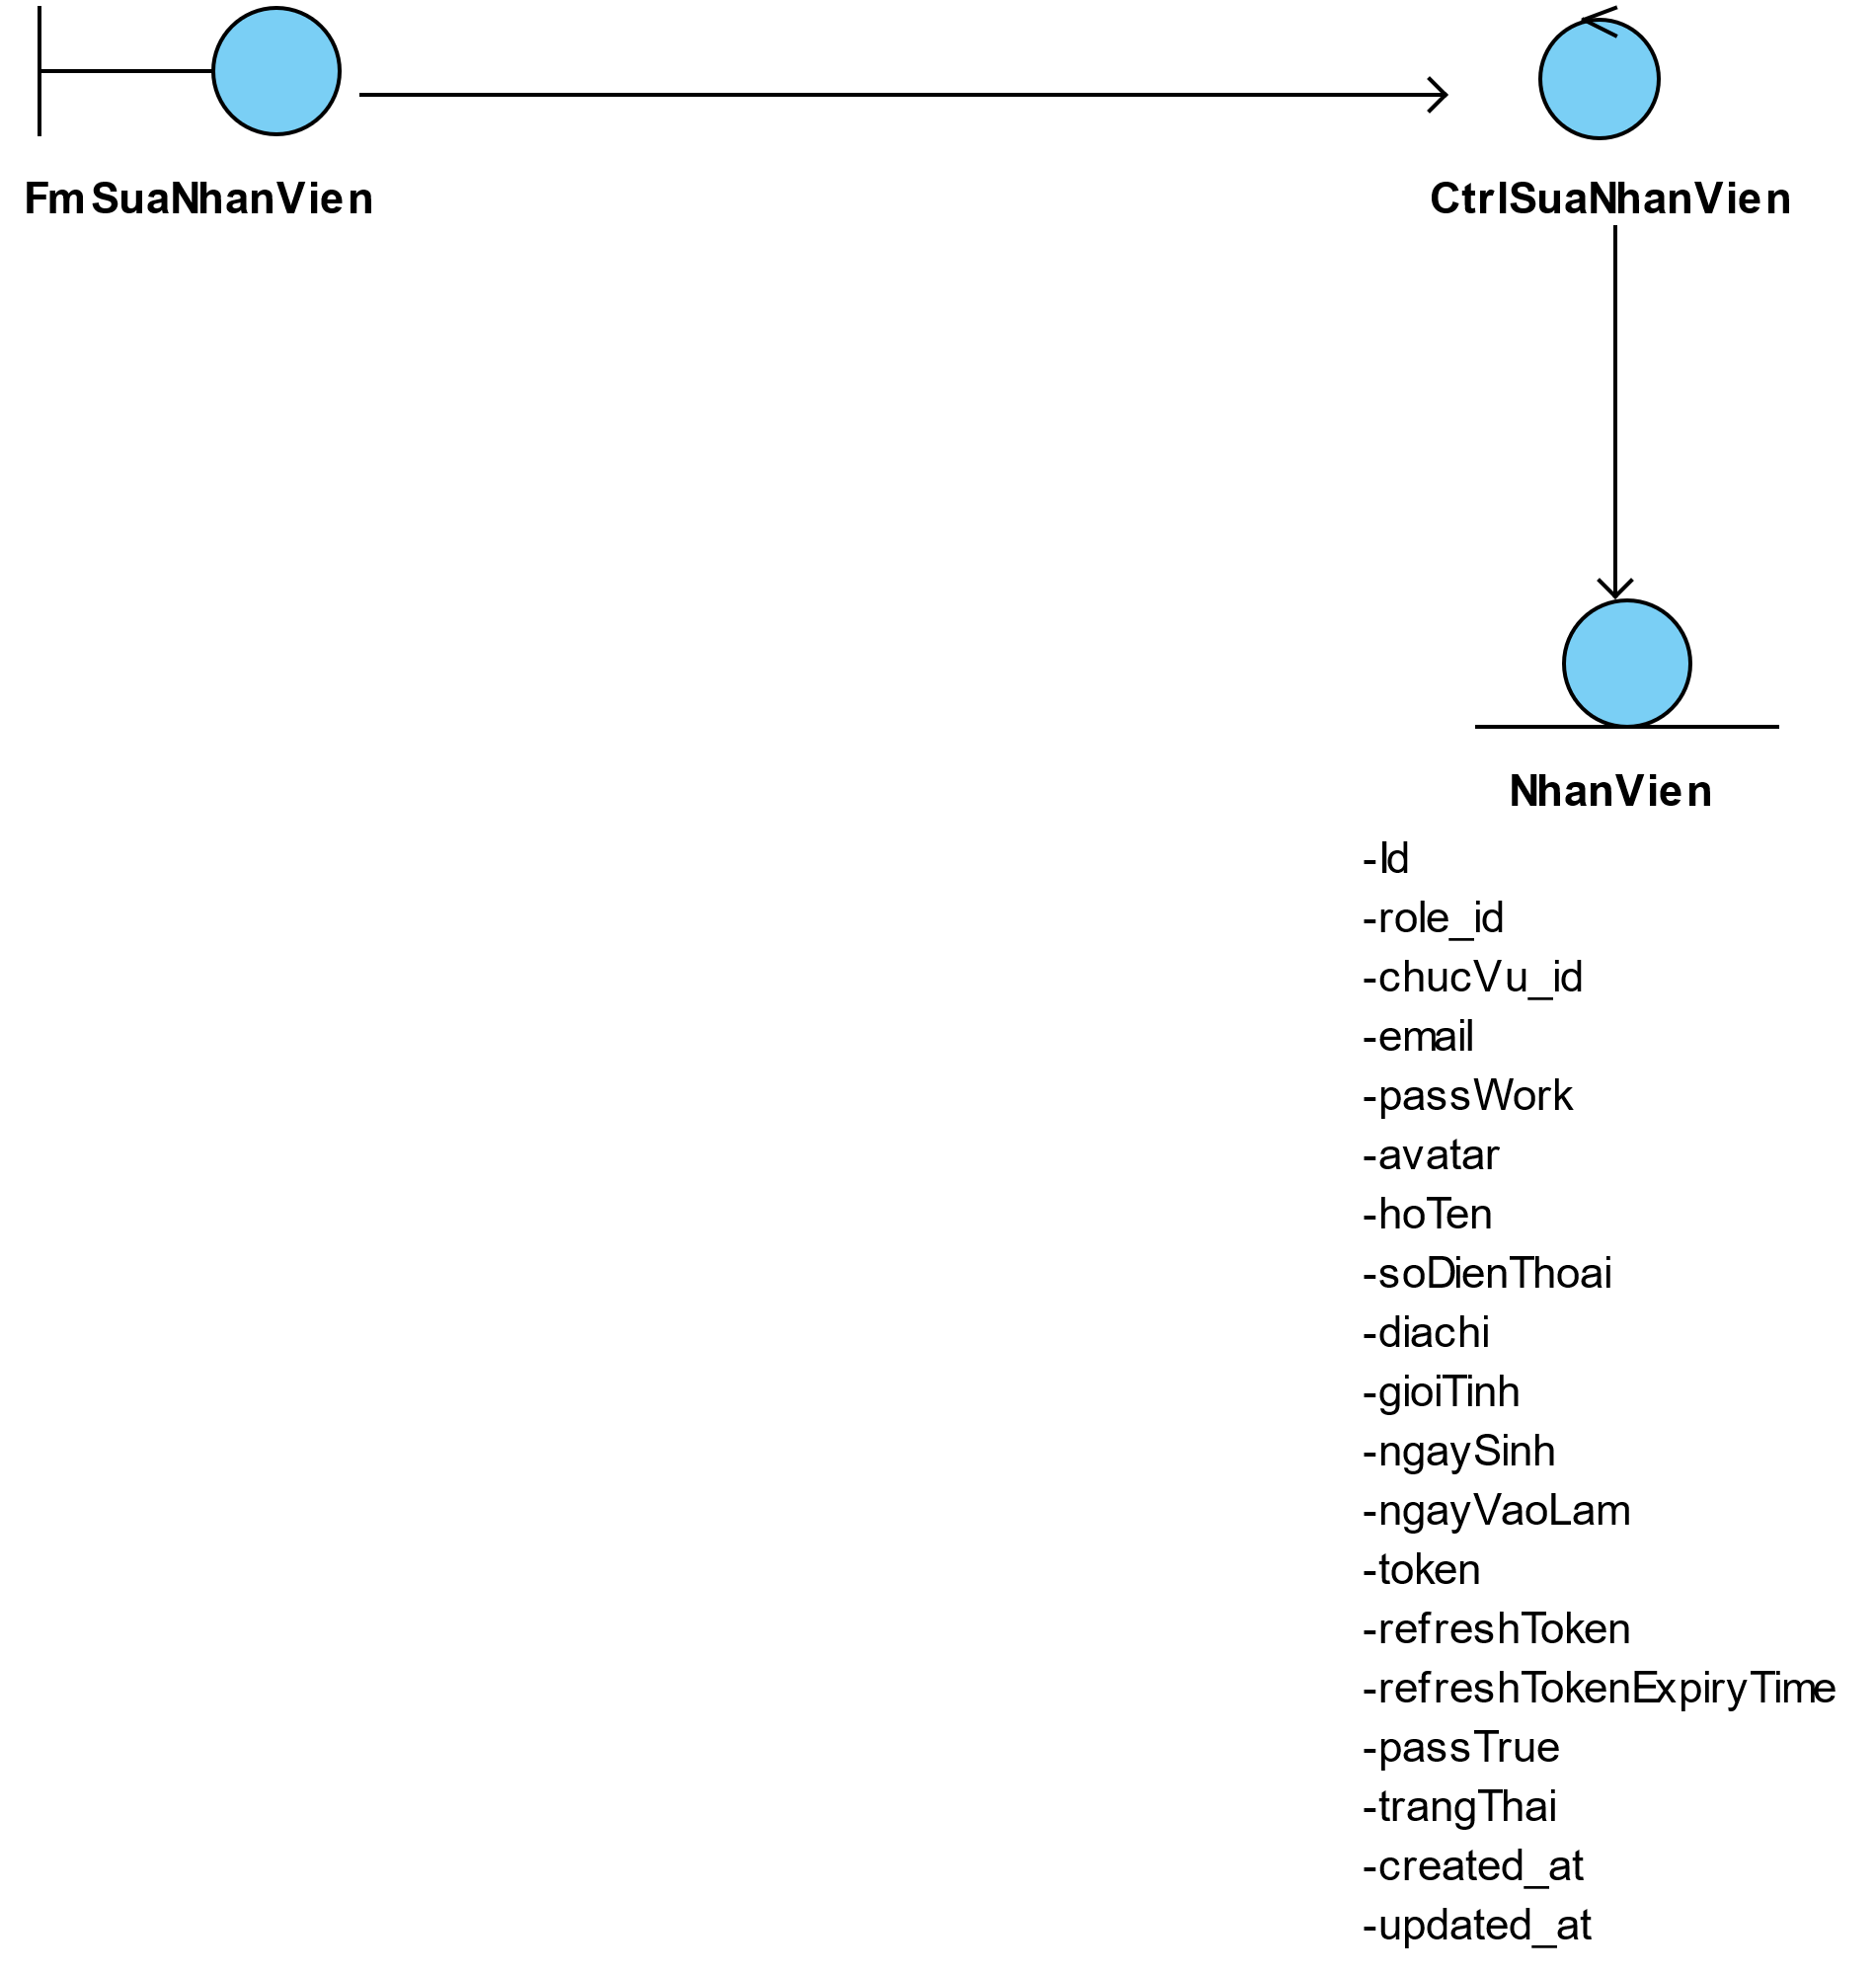 FmSuaNhanVien
CtrlSuaNhanVien
NhanVien
-Id
-role_id
-chucVu_id
-email
-passWork
-avatar
-hoTen
-soDienThoai
-diachi
-gioiTinh
-ngaySinh
-ngayVaoLam
-token
-refreshToken
-refreshTokenExpiryTime
-passTrue
-trangThai
-created_at
-updated_at